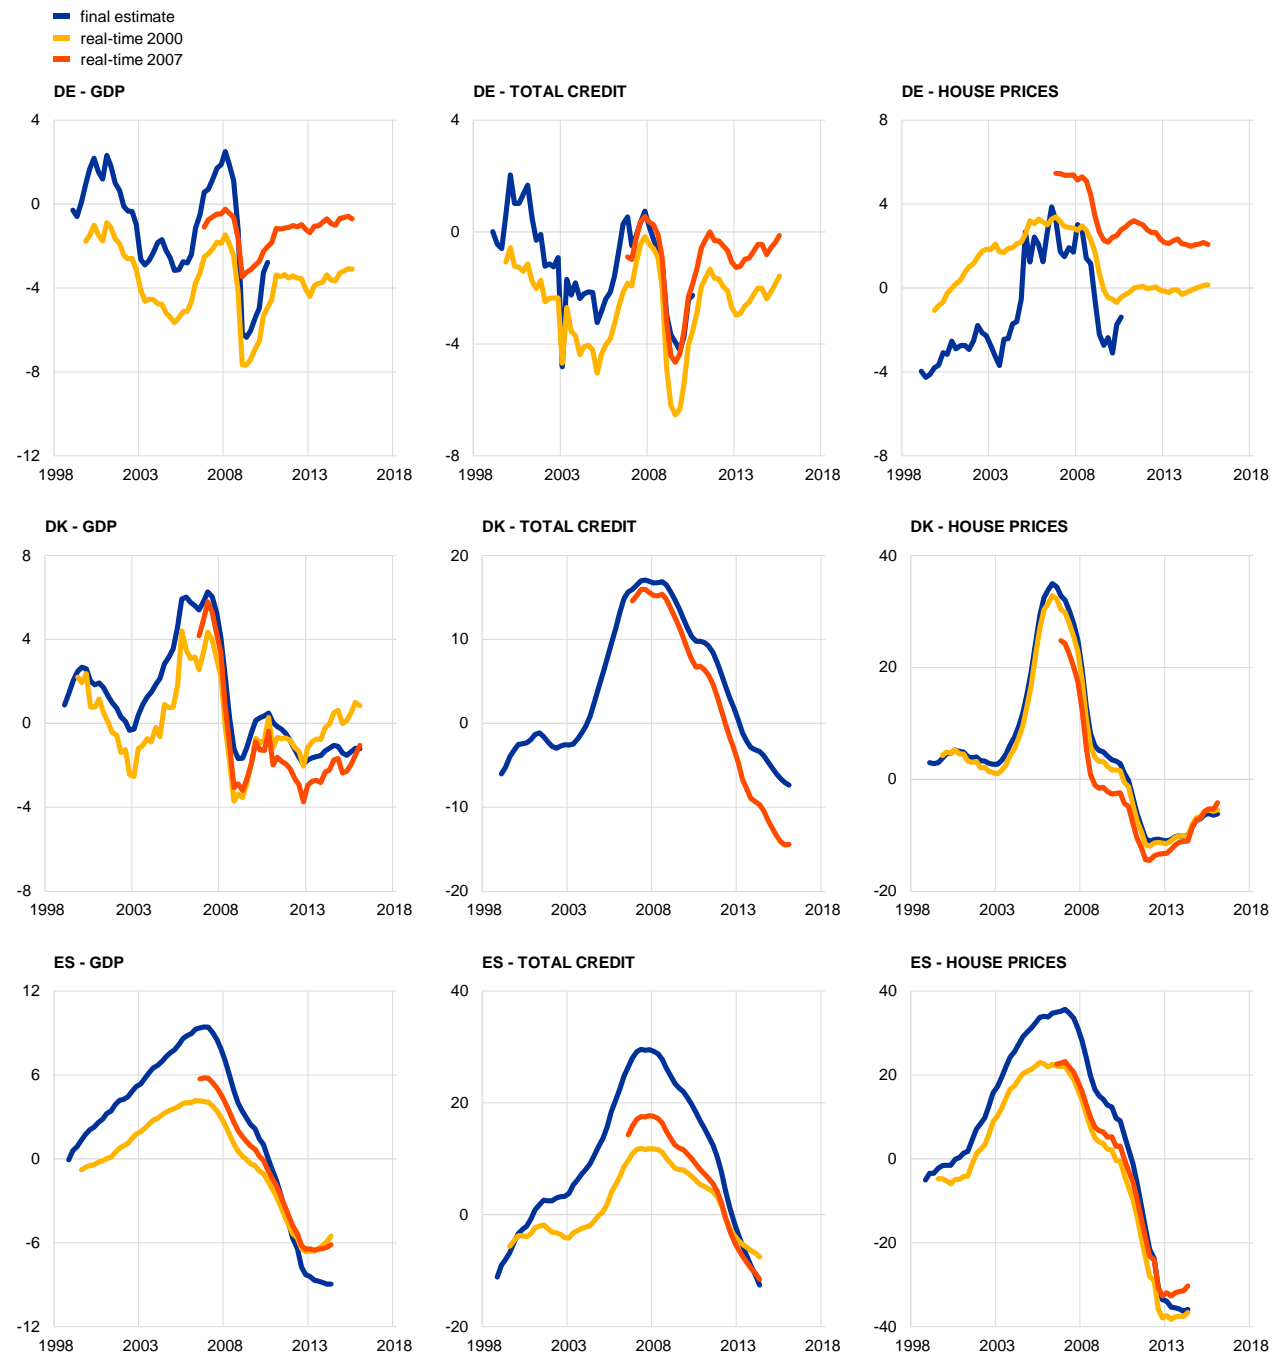 final estimate
real-time 2000
real-time 2007
DE - GDP
DE - TOTAL CREDIT
DE - HOUSE PRICES
4
0
-4
-8
-12
1998 2003 2008 2013 2018
4
0
-4
-8
1998 2003 2008 2013 2018
8
4
0
-4
-8
1998 2003 2008 2013 2018
DK - GDP
DK - TOTAL CREDIT
DK - HOUSE PRICES
8
4
0
-4
-8
1998 2003 2008 2013 2018
20
10
0
-10
-20
1998 2003 2008 2013 2018
40
20
0
-20
1998 2003 2008 2013 2018
ES - GDP
ES - TOTAL CREDIT
ES - HOUSE PRICES
12
6
0
-6
-12
1998 2003 2008 2013 2018
40
20
0
-20
1998 2003 2008 2013 2018
40
20
0
-20
-40
1998 2003 2008 2013 2018